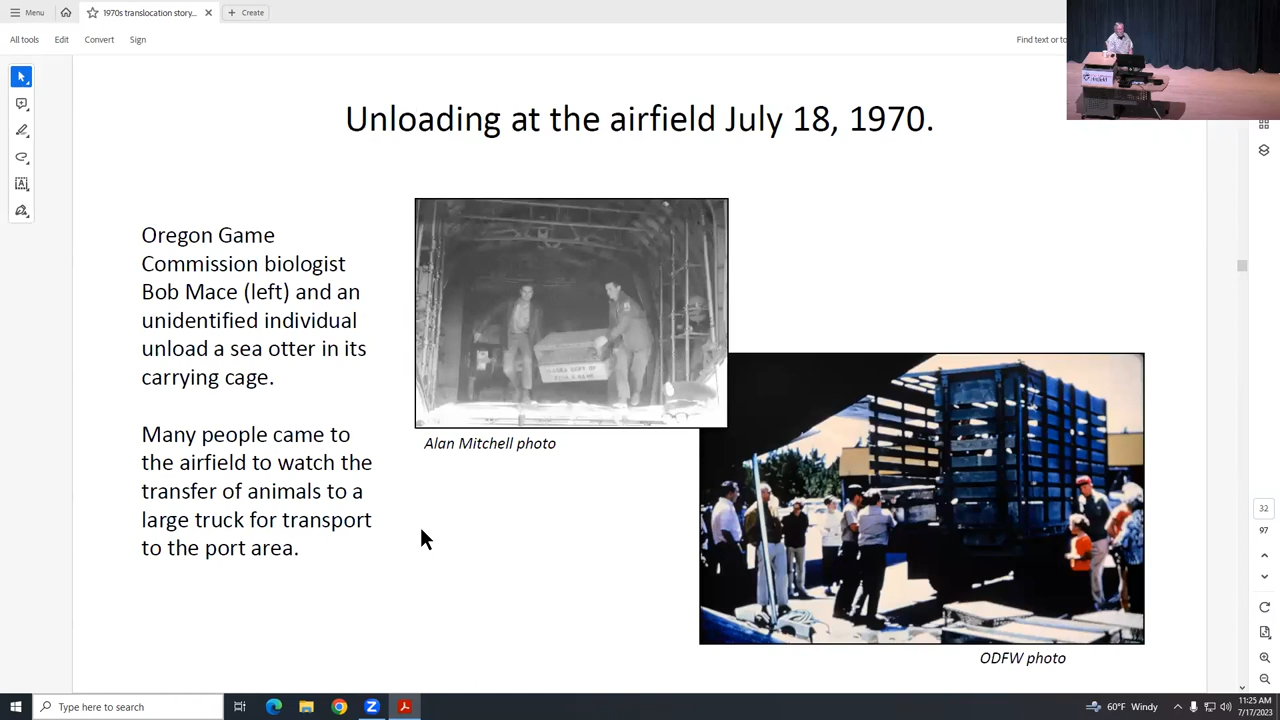 Menu
1970s translocation story...
Create
All tools
Edit
Convert
Sign
Find text or to
Unloading at the airfield July 18, 1970.
Oregon Game
Commission biologist
Bob Mace (left) and an
unidentified individual
unload a sea otter in its
carrying cage.
Many people came to
the airfield to watch the
transfer of animals to a
large truck for transport
to the port area.
Alan Mitchell photo
ODFW photo
32
97
Type here to search
60°F Windy
11:25 AM
7/17/2023